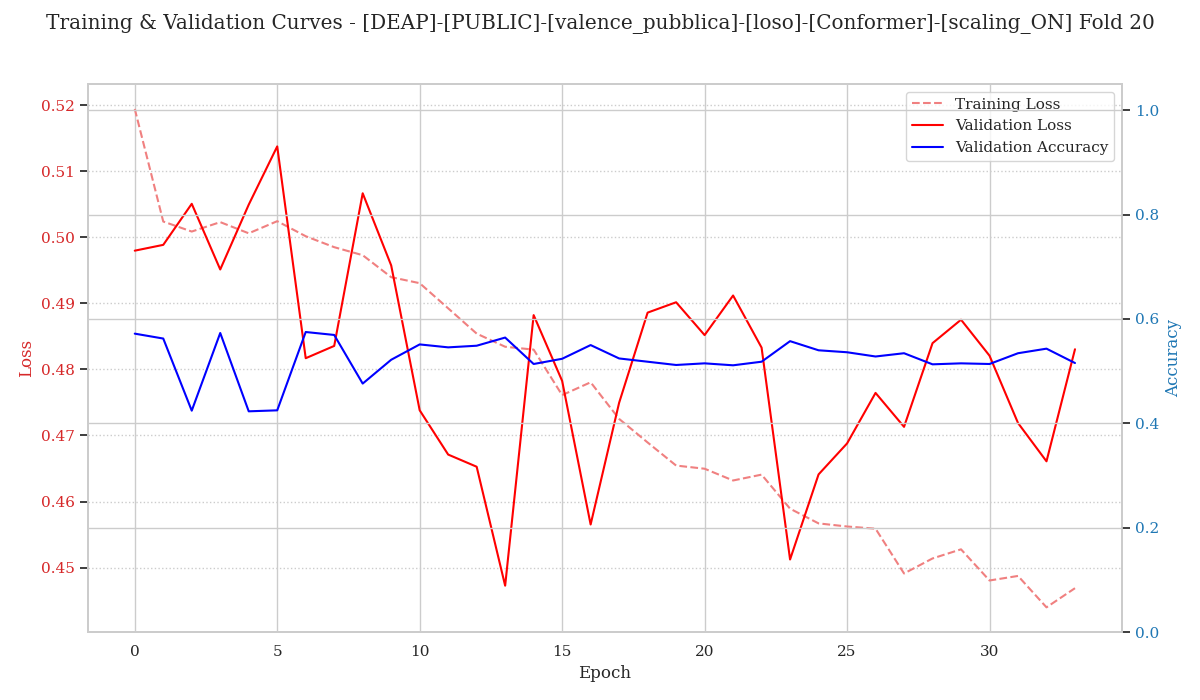 Training & Validation Curves - [DEAP]-[PUBLIC]-[valence_pubblica]-[loso]-[Conformer]-[scaling_ON] Fold 20
Training Loss
Validation Loss
Validation Accuracy
Loss
0.52
0.51
0.50
0.49
0.48
0.47
0.46
0.45
1.0
0.8
0.6
0.4
0.2
0.0
Accuracy
0 5 10 15 20 25 30
Epoch